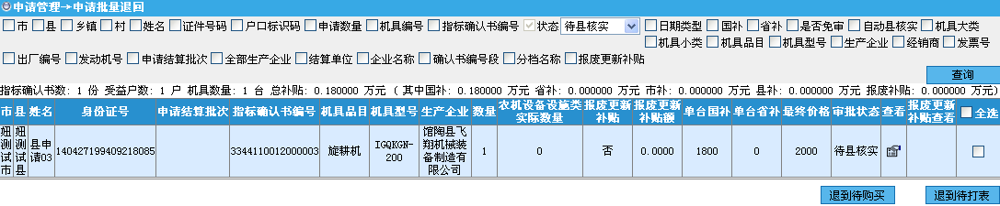 申请管理→申请批量退回
市 县 乡镇 村 姓名 证件号码 户口标识码 申请数量 机具编号 指标确认书编号 状态 待县核实 日期类型 国补 省补 是否免审 自动县核实 机具大类
机具小类 机具品目 机具型号 生产企业 经销商 发票号
出厂编号 发动机号 申请结算批次 全部生产企业 结算单位 企业名称 确认书编号段 分档名称 报废更新补贴
查询
指标确认书数: 1 份 受益户数: 1 户 机具数量: 1 台 总补贴: 0.180000 万元 ( 其中国补: 0.180000 万元 省补: 0.000000 万元 市补: 0.000000 万元 县补: 0.000000 万元 报废补贴: 0.000000 万元)
市 县 姓名 身份证号 申请结算批次 指标确认书编号 机具品目 机具型号 生产企业 数量 农机设备设施类实际数量 报废更新补贴 报废更新补贴额 单台国补 单台省补 最终价格 审批状态 查看 报废更新补贴查看 全选
妞测试市 妞测试县 县申请03 140427199409218085 3344110012000003 旋耕机 IGQKGN-200 馆陶县飞翔机械装备制造有限公司 1 0 否 0.0000 1800 0 2000 待县核实
退到待购买 退到待打表